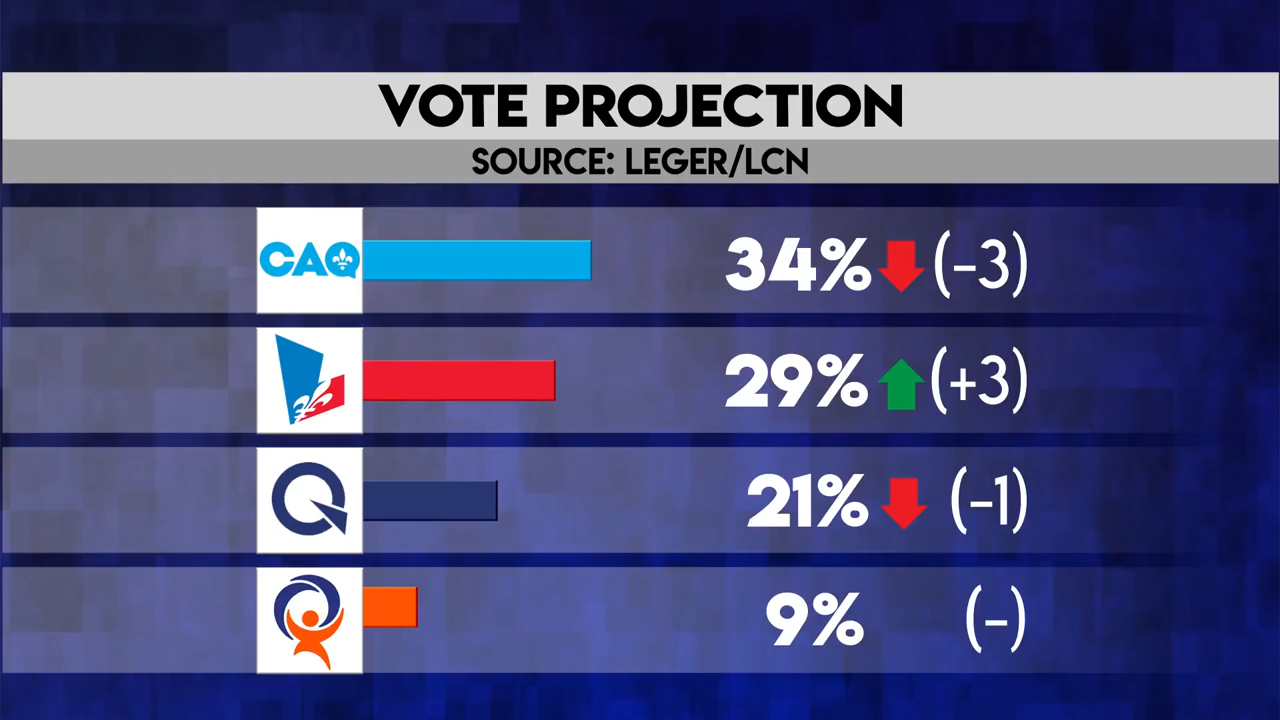 VOTE PROJECTION
SOURCE: LEGER/LCN
CAQ 34% (-3)
29% (+3)
21% (-1)
9% (-)